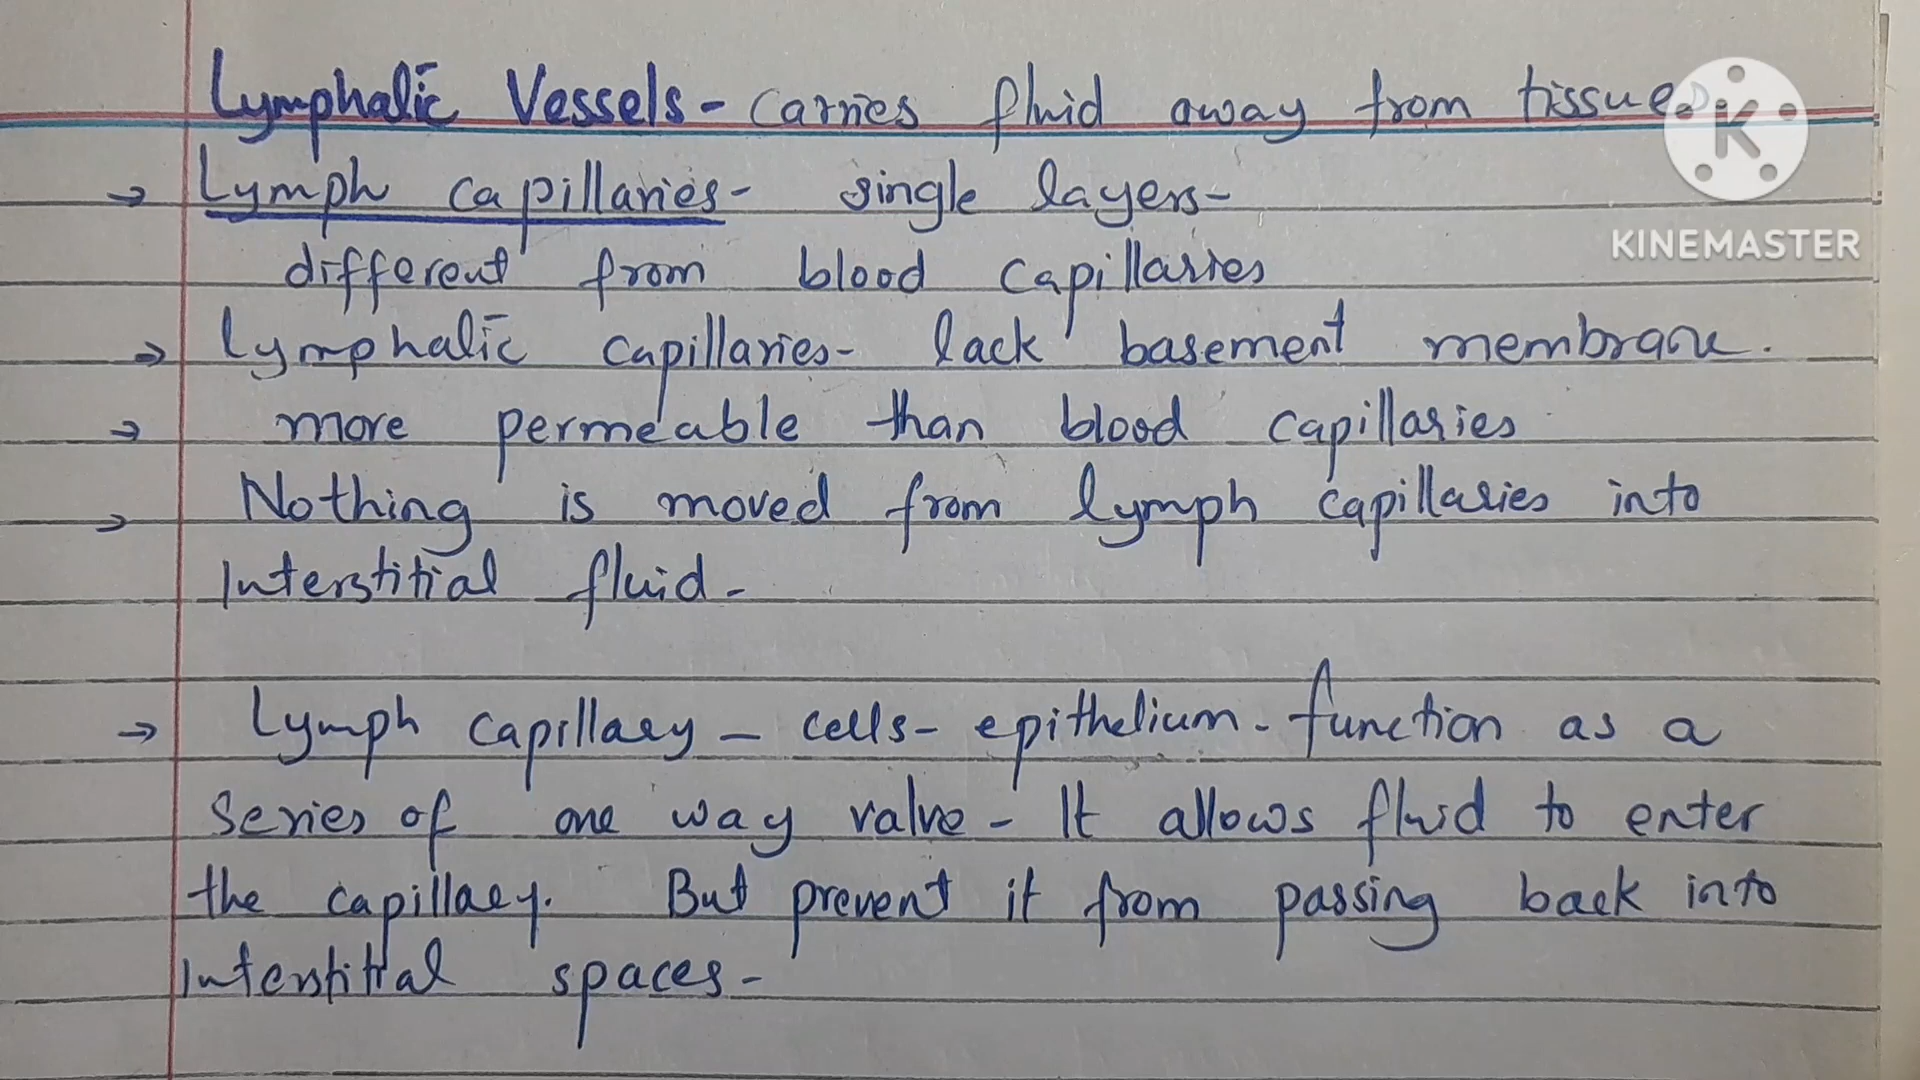 Lymphatic Vessels - carries fluid away from tissues
→ Lymph capillaries - single layers -
different from blood capillaries
→ Lymphatic capillaries - lack basement membrane.
→ more permeable than blood capillaries
→ Nothing is moved from lymph capillaries into
Interstitial fluid -
→ Lymph capillary - cells - epithelium - function as a
series of one way valve - It allows fluid to enter
the capillary. But prevent it from passing back into
Interstitial spaces -
K
KINEMASTER